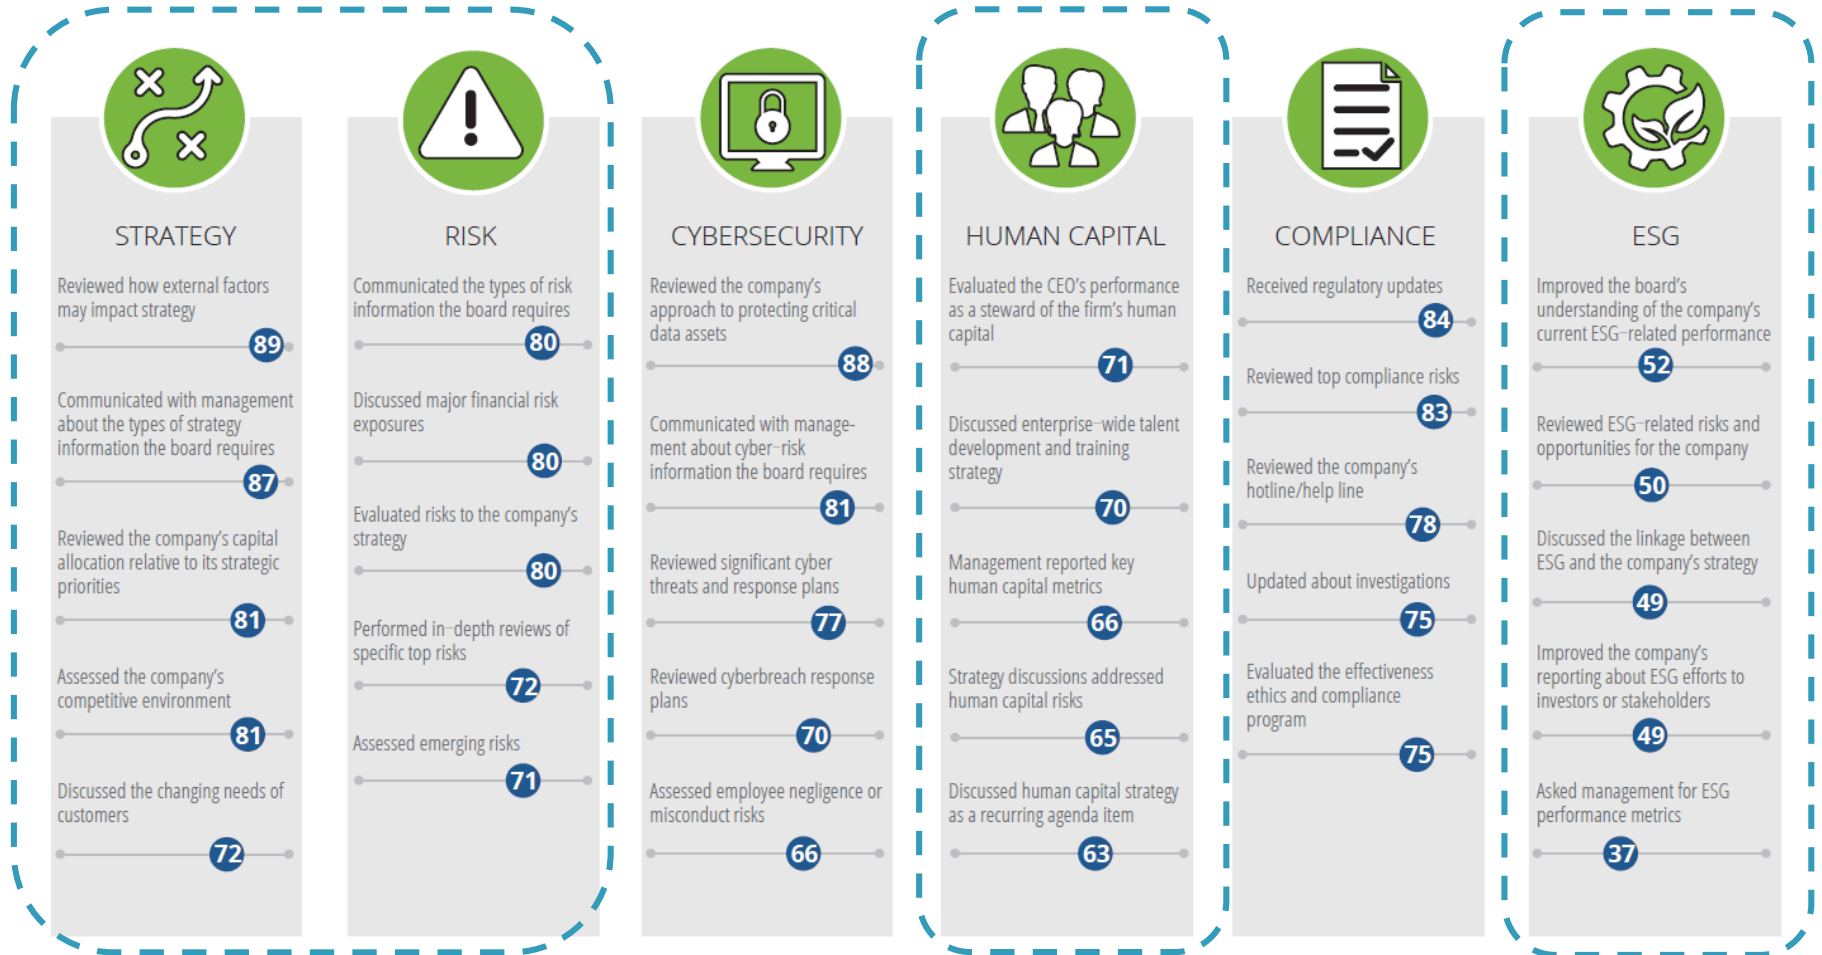 STRATEGY
Reviewed how external factors
may impact strategy
89
Communicated with management
about the types of strategy
information the board requires
87
Reviewed the company's capital
allocation relative to its strategic
priorities
81
Assessed the company's
competitive environment
81
Discussed the changing needs of
customers
72
RISK
Communicated the types of risk
information the board requires
80
Discussed major financial risk
exposures
80
Evaluated risks to the company's
strategy
80
Performed in-depth reviews of
specific top risks
72
Assessed emerging risks
71
CYBERSECURITY
Reviewed the company's
approach to protecting critical
data assets
88
Communicated with manage-
ment about cyber-risk
information the board requires
81
Reviewed significant cyber
threats and response plans
77
Reviewed cyberbreach response
plans
70
Assessed employee negligence or
misconduct risks
66
HUMAN CAPITAL
Evaluated the CEO's performance
as a steward of the firm's human
capital
71
Discussed enterprise-wide talent
development and training
strategy
70
Management reported key
human capital metrics
66
Strategy discussions addressed
human capital risks
65
Discussed human capital strategy
as a recurring agenda item
63
COMPLIANCE
Received regulatory updates
84
Reviewed top compliance risks
83
Reviewed the company's
hotline/help line
78
Updated about investigations
75
Evaluated the effectiveness
ethics and compliance
program
75
ESG
Improved the board's
understanding of the company's
current ESG-related performance
52
Reviewed ESG-related risks and
opportunities for the company
50
Discussed the linkage between
ESG and the company's strategy
49
Improved the company's
reporting about ESG efforts to
investors or stakeholders
49
Asked management for ESG
performance metrics
37